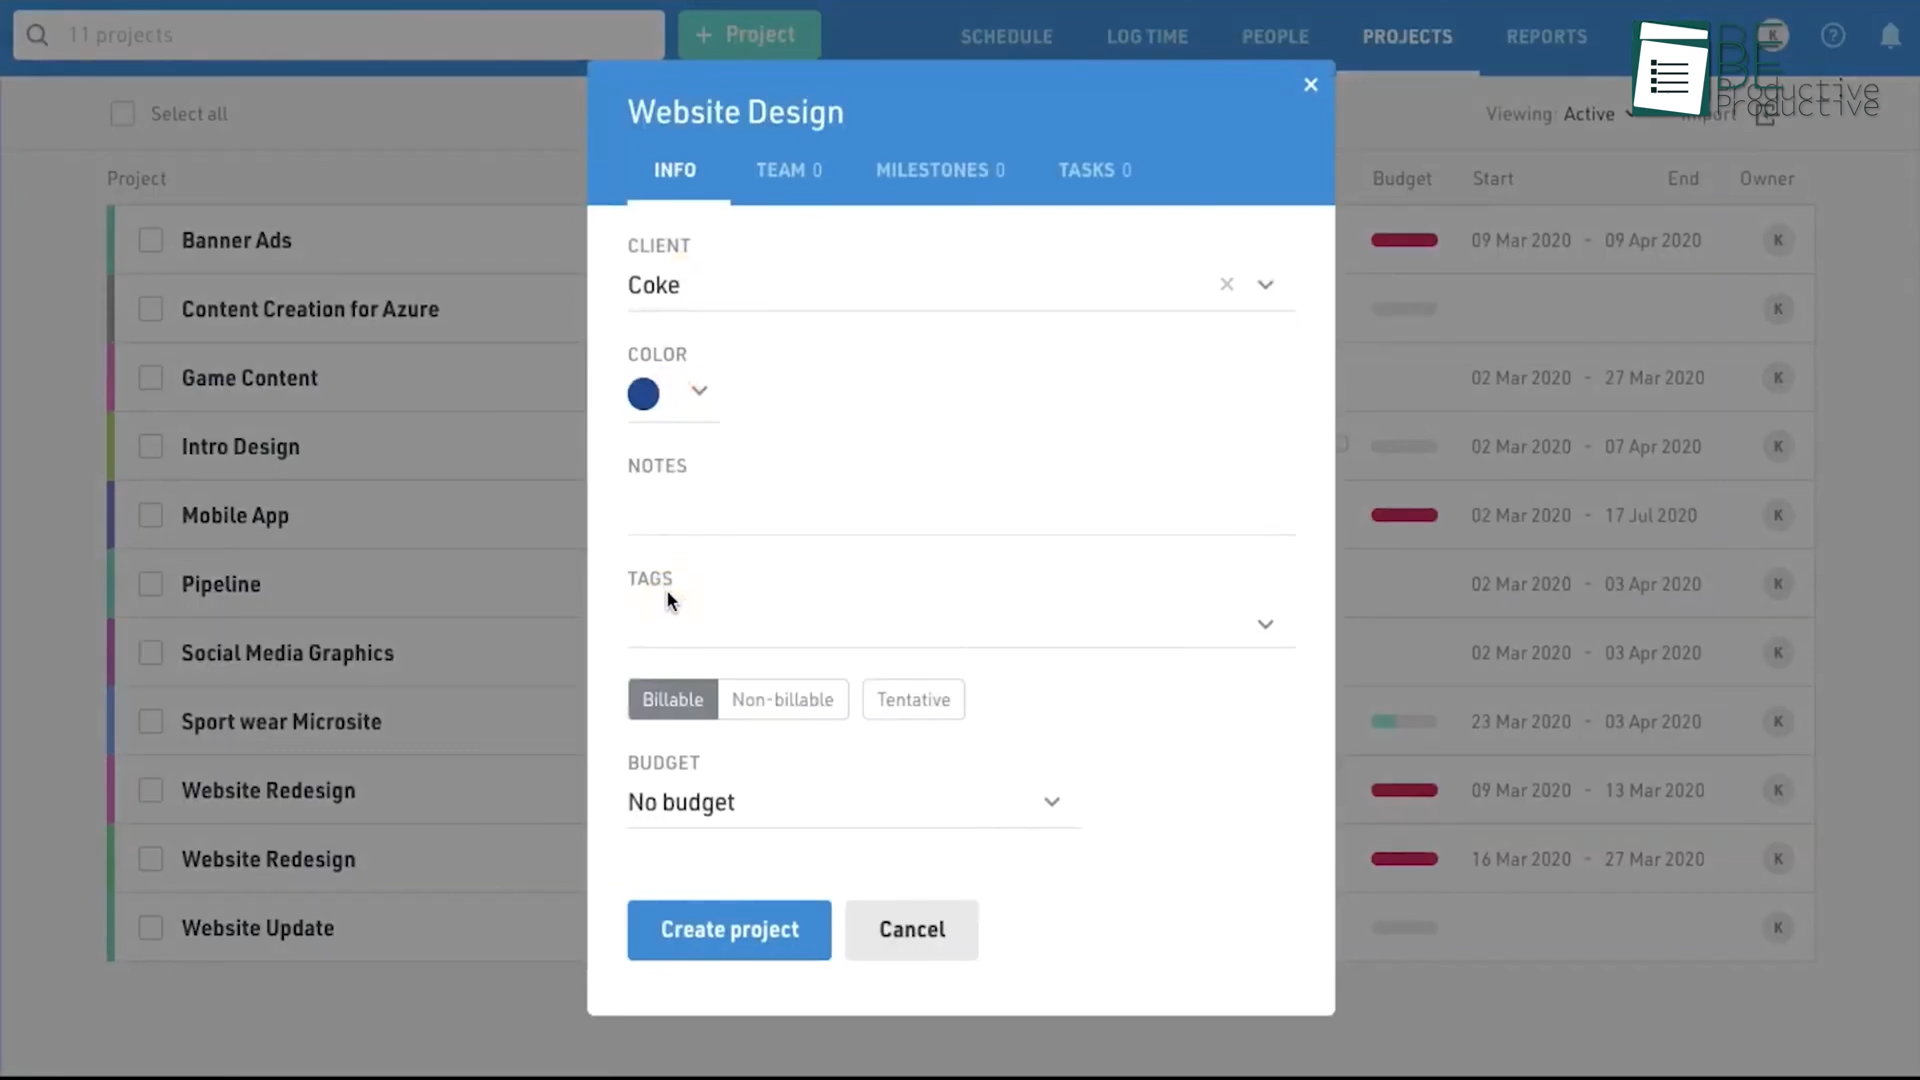 11 projects
+ Project
SCHEDULE
LOG TIME
PEOPLE
PROJECTS
REPORTS
K
BE
Productive
Productive
Select all
Viewing: Active
Import
Project
Budget
Start
End
Owner
Banner Ads
09 Mar 2020 - 09 Apr 2020
K
Content Creation for Azure
K
Game Content
02 Mar 2020 - 27 Mar 2020
K
Intro Design
02 Mar 2020 - 07 Apr 2020
K
Mobile App
02 Mar 2020 - 17 Jul 2020
K
Pipeline
02 Mar 2020 - 03 Apr 2020
K
Social Media Graphics
02 Mar 2020 - 03 Apr 2020
K
Sport wear Microsite
23 Mar 2020 - 03 Apr 2020
K
Website Redesign
09 Mar 2020 - 13 Mar 2020
K
Website Redesign
16 Mar 2020 - 27 Mar 2020
K
Website Update
K
Website Design
INFO
TEAM 0
MILESTONES 0
TASKS 0
CLIENT
Coke
COLOR
NOTES
TAGS
Billable
Non-billable
Tentative
BUDGET
No budget
Create project
Cancel